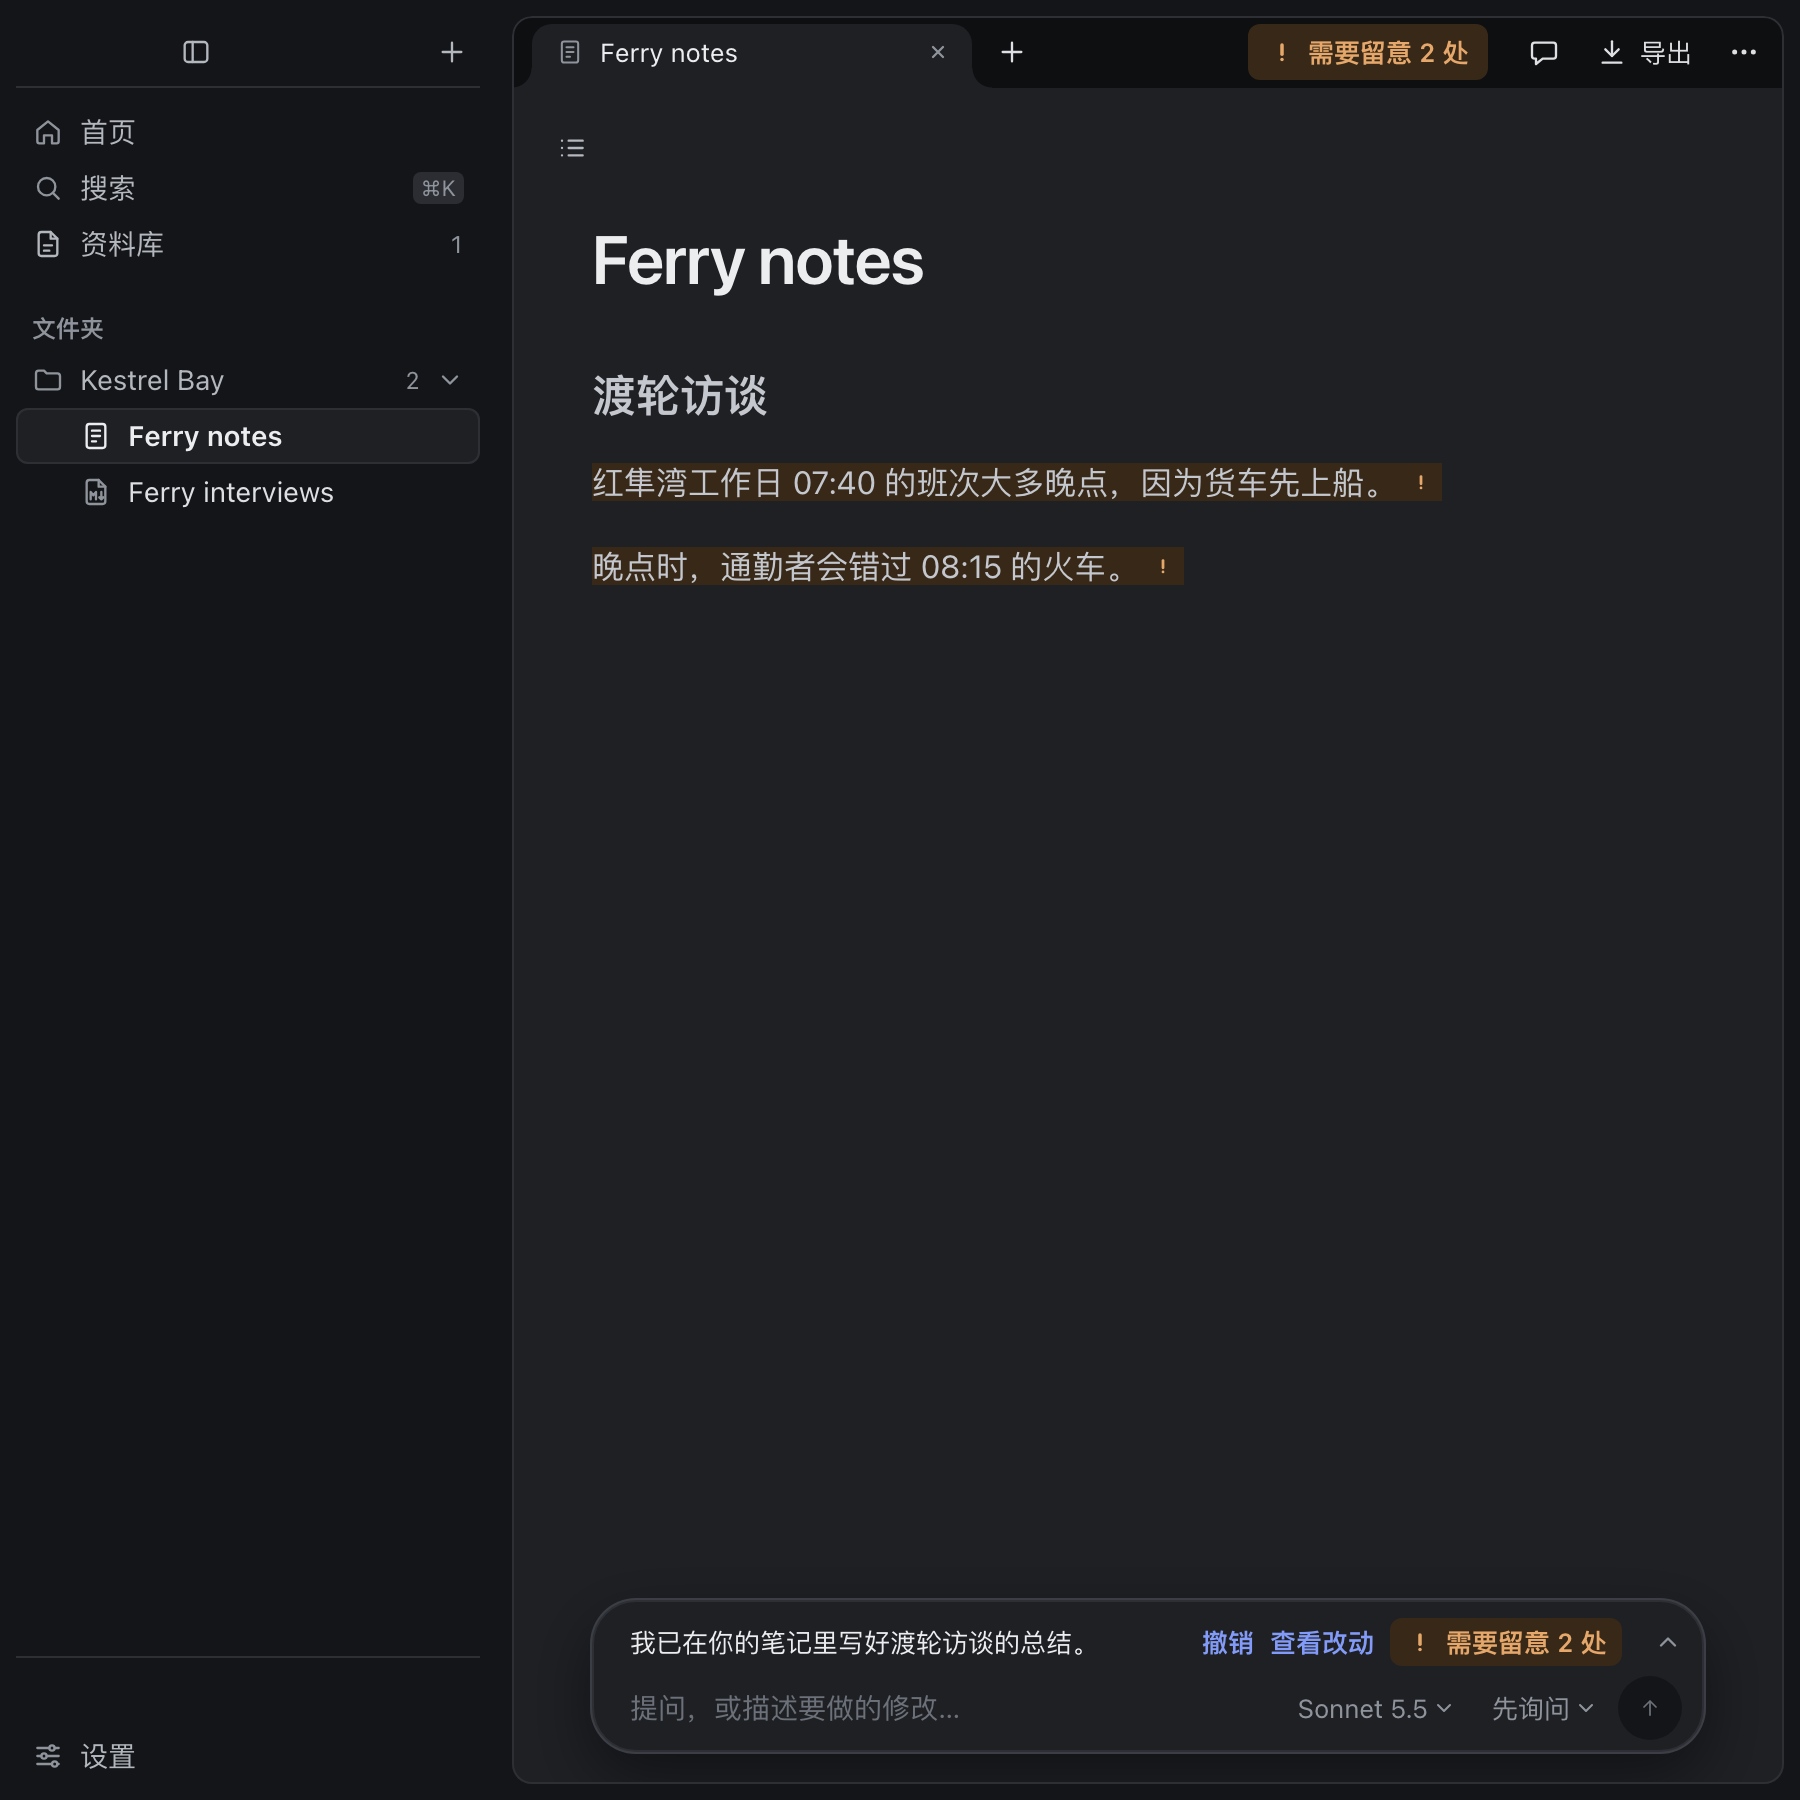 首页
搜索 ⌘K
资料库 1
文件夹
Kestrel Bay 2
Ferry notes
Ferry interviews
设置
Ferry notes
! 需要留意 2 处
导出
Ferry notes
渡轮访谈
红隼湾工作日 07:40 的班次大多晚点，因为货车先上船。 !
晚点时，通勤者会错过 08:15 的火车。 !
我已在你的笔记里写好渡轮访谈的总结。 撤销 查看改动 ! 需要留意 2 处
提问，或描述要做的修改... Sonnet 5.5 先询问